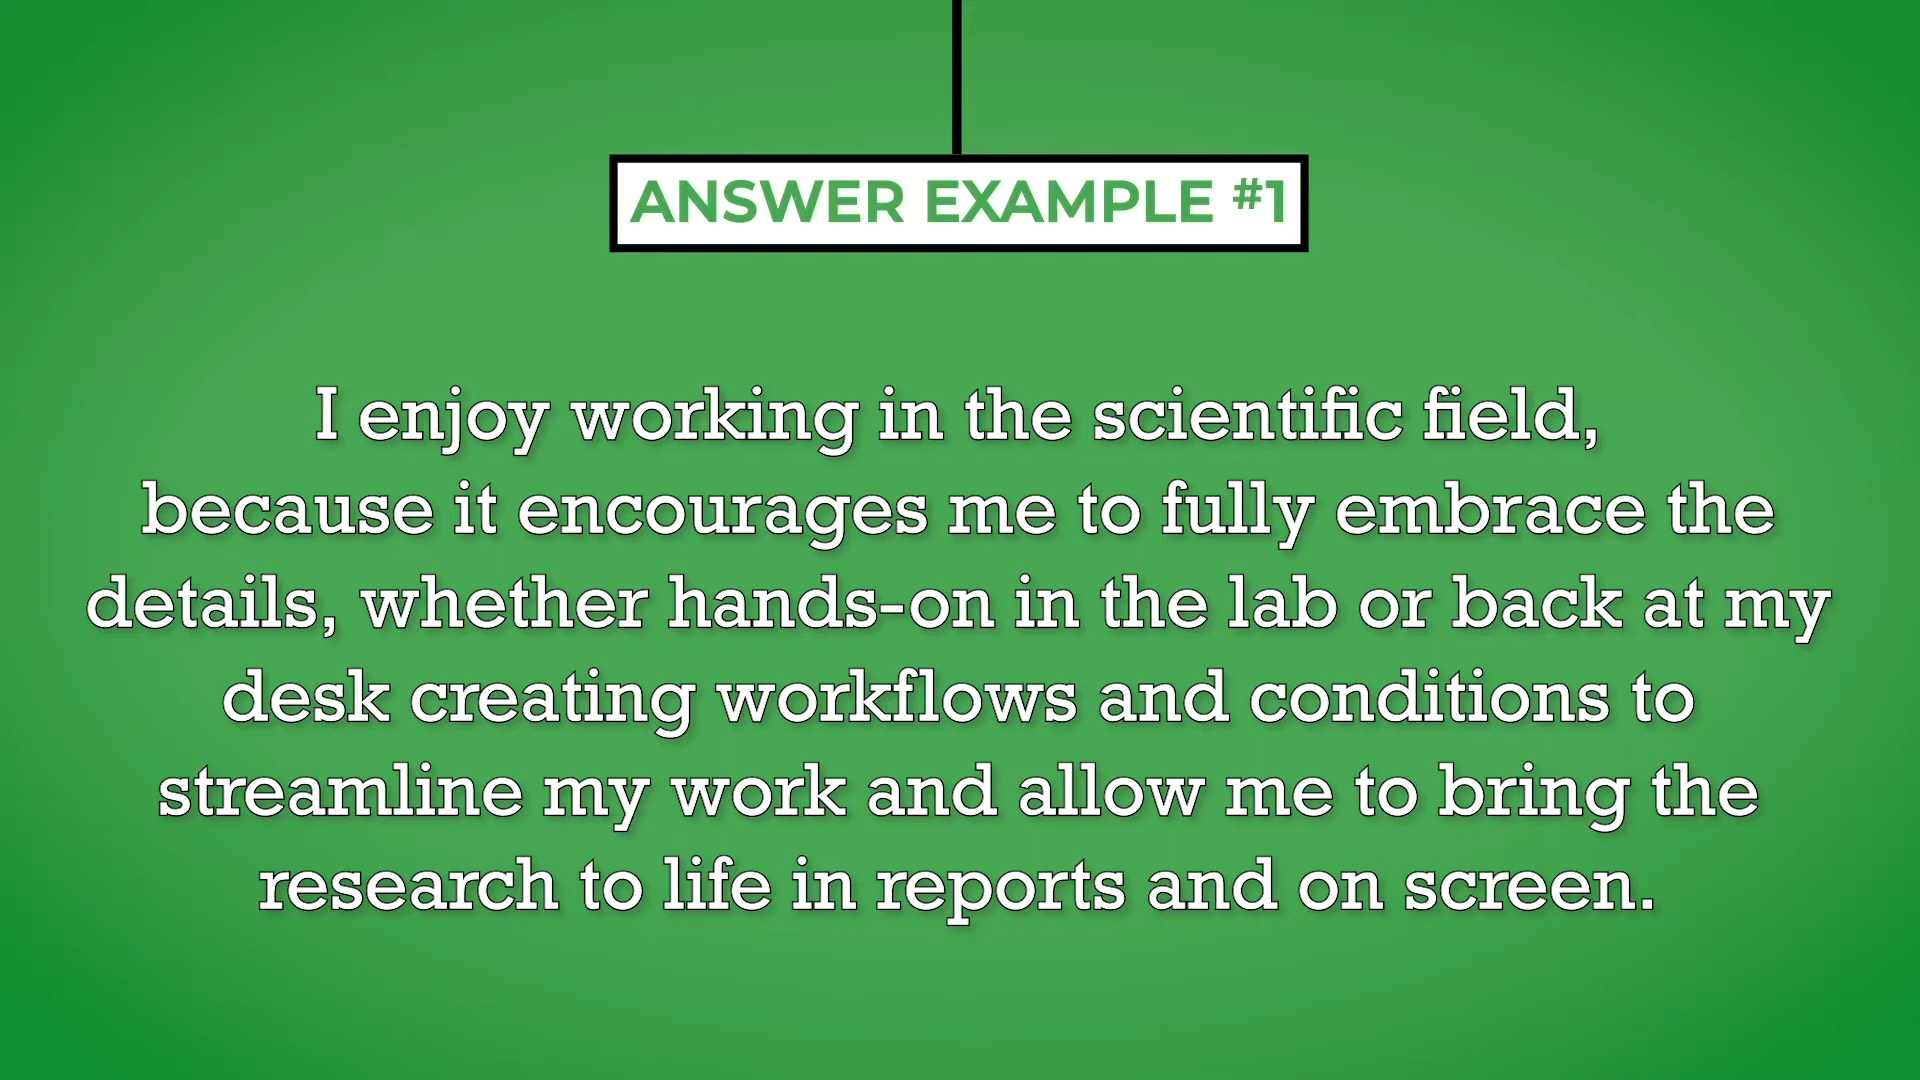 ANSWER EXAMPLE #1
I enjoy working in the scientific field,
because it encourages me to fully embrace the
details, whether hands-on in the lab or back at my
desk creating workflows and conditions to
streamline my work and allow me to bring the
research to life in reports and on screen.